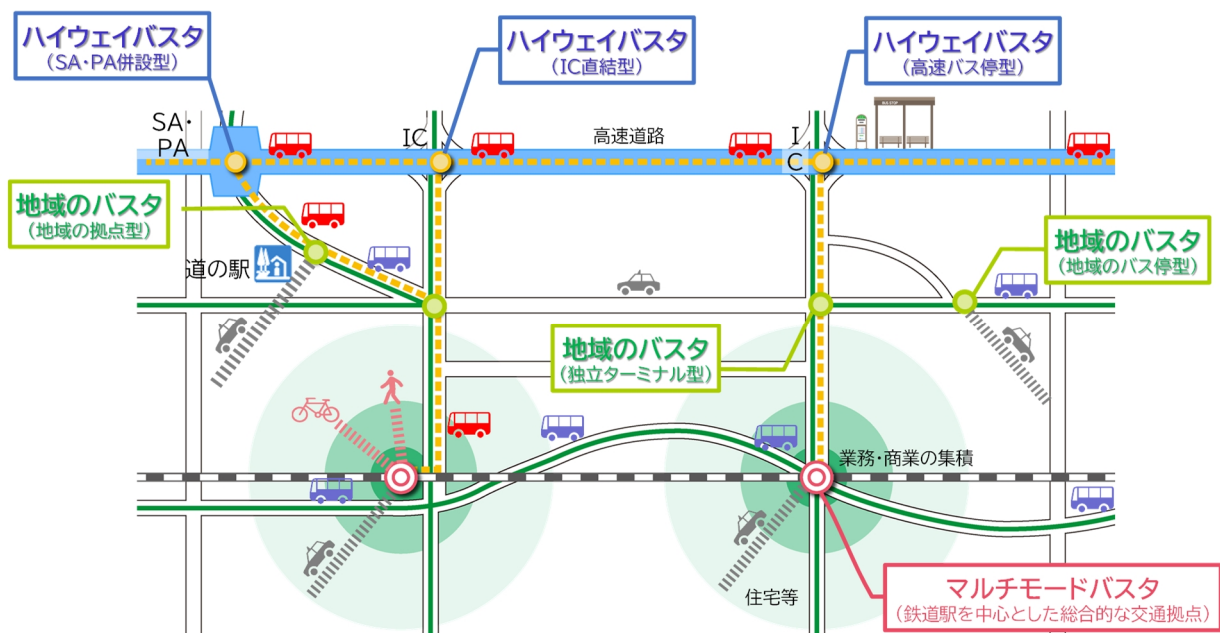 ハイウェイバスタ
(SA・PA併設型)
ハイウェイバスタ
(IC直結型)
ハイウェイバスタ
(高速バス停型)
SA・
PA
IC
高速道路
I
C
BUS STOP
地域のバスタ
(地域の拠点型)
道の駅
地域のバスタ
(地域のバス停型)
地域のバスタ
(独立ターミナル型)
業務・商業の集積
住宅等
マルチモードバスタ
(鉄道駅を中心とした総合的な交通拠点)